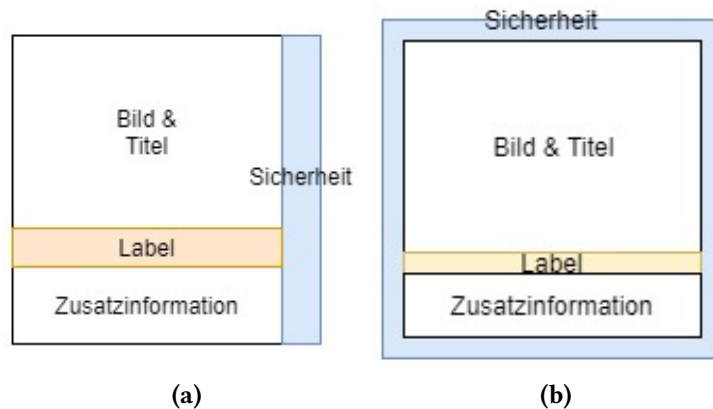 Bild &
Titel
Sicherheit
Label
Zusatzinformation
(a)
Sicherheit
Bild & Titel
Label
Zusatzinformation
(b)